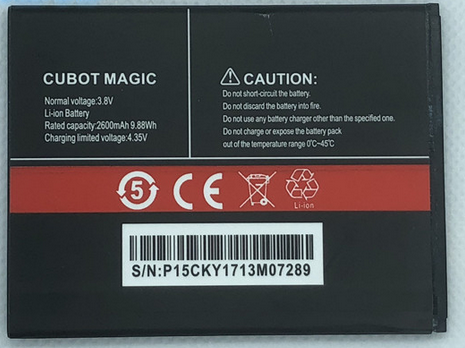 CUBOT MAGIC
Normal voltage:3.8V
Li-ion Battery
Rated capacity:2600mAh 9.88Wh
Charging limited voltage:4.35V
CAUTION:
Do not short-circuit the battery.
Do not discard the battery into fire.
Do not use any battery charger other than the specified one.
Do not charge or expose the battery pack
out of the temperature range 0℃~45℃
5
CE
Li-ion
S/N:P15CKY1713M07289